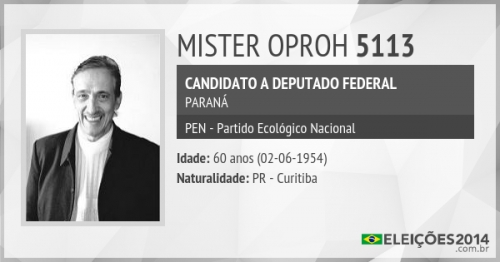 MISTER OPROH 5113
CANDIDATO A DEPUTADO FEDERAL
PARANÁ
PEN - Partido Ecológico Nacional
Idade: 60 anos (02-06-1954)
Naturalidade: PR - Curitiba
ELEIÇÕES2014
.com.br